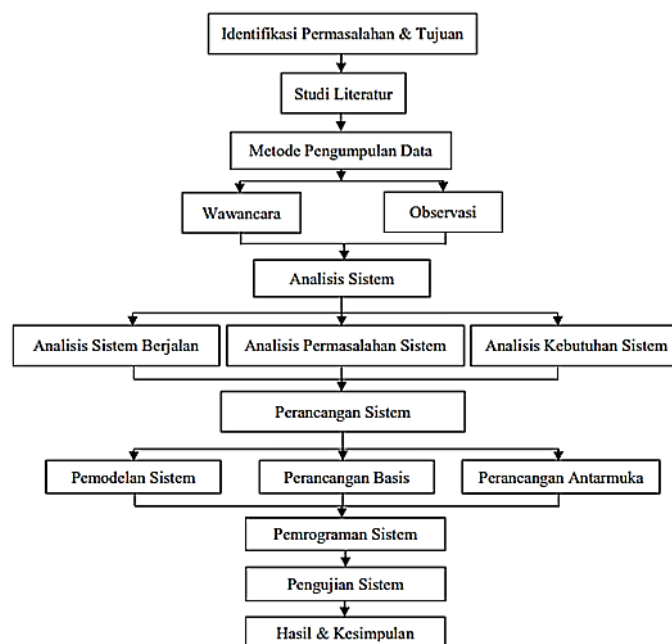 Identifikasi Permasalahan & Tujuan
Studi Literatur
Metode Pengumpulan Data
Wawancara
Observasi
Analisis Sistem
Analisis Sistem Berjalan
Analisis Permasalahan Sistem
Analisis Kebutuhan Sistem
Perancangan Sistem
Pemodelan Sistem
Perancangan Basis
Perancangan Antarmuka
Pemrograman Sistem
Pengujian Sistem
Hasil & Kesimpulan